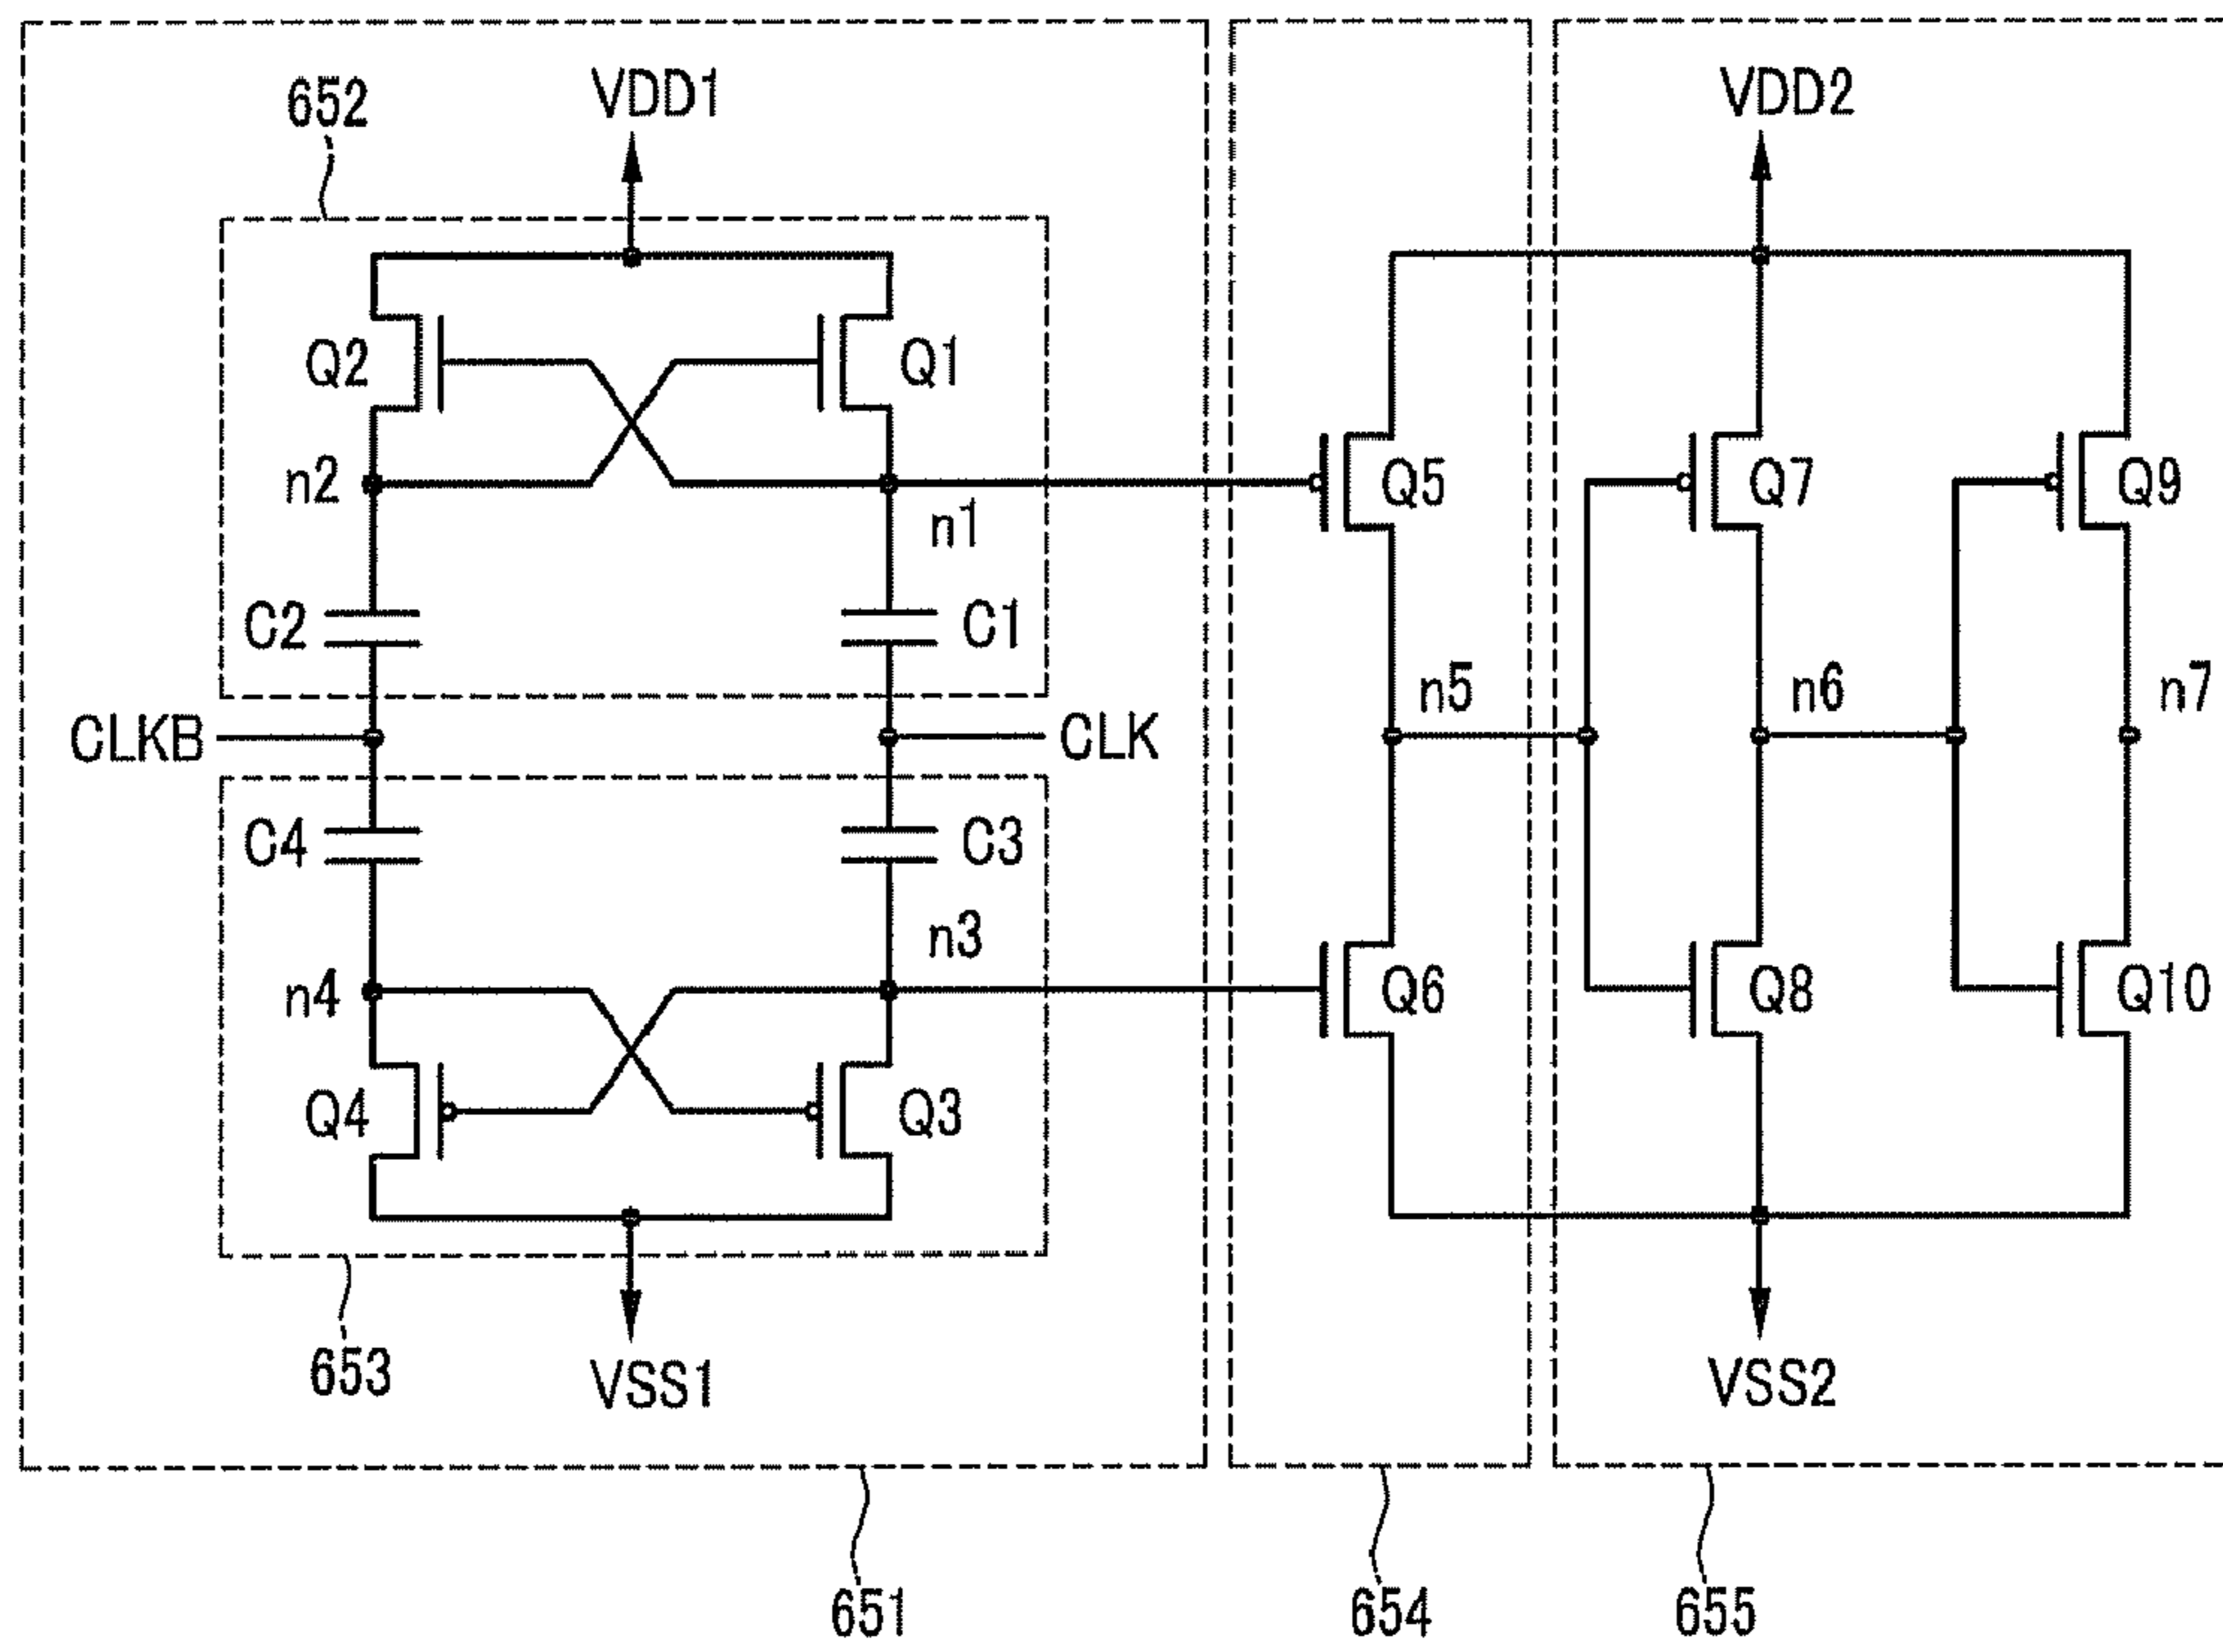 652
VDD1
VDD2
Q2
Q1
n2
n1
Q5
Q7
Q9
C2
C1
n5
n6
n7
CLKB
CLK
C4
C3
n3
n4
Q6
Q8
Q10
Q4
Q3
653
VSS1
VSS2
651
654
655